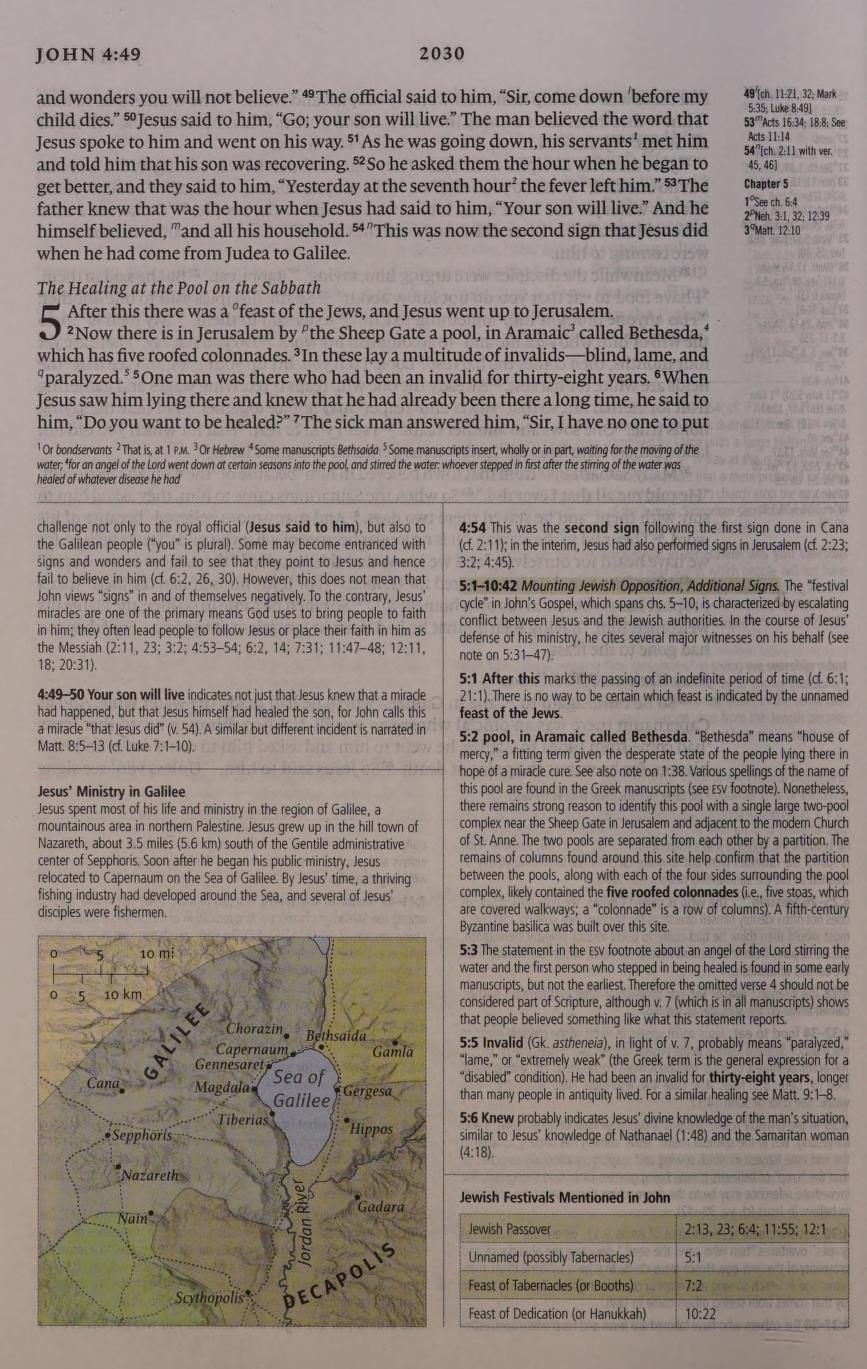 JOHN 4:49
2030
and wonders you will not believe.” ⁴⁹The official said to him, “Sir, come down ˡbefore my
child dies.” ⁵⁰Jesus said to him, “Go; your son will live.” The man believed the word that
Jesus spoke to him and went on his way. ⁵¹As he was going down, his servants¹ met him
and told him that his son was recovering. ⁵²So he asked them the hour when he began to
get better, and they said to him, “Yesterday at the seventh hour² the fever left him.” ⁵³The
father knew that was the hour when Jesus had said to him, “Your son will live.” And he
himself believed, ᵐand all his household. ⁵⁴ⁿThis was now the second sign that Jesus did
when he had come from Judea to Galilee.
The Healing at the Pool on the Sabbath
5 After this there was a ᵒfeast of the Jews, and Jesus went up to Jerusalem.
²Now there is in Jerusalem by ᵖthe Sheep Gate a pool, in Aramaic³ called Bethesda,⁴
which has five roofed colonnades. ³In these lay a multitude of invalids—blind, lame, and
qparalyzed.⁵ ⁵One man was there who had been an invalid for thirty-eight years. ⁶When
Jesus saw him lying there and knew that he had already been there a long time, he said to
him, “Do you want to be healed?” ⁷The sick man answered him, “Sir, I have no one to put
49ˡ[ch. 11:21, 32; Mark
5:35; Luke 8:49]
53ᵐActs 16:34; 18:8; See
Acts 11:14
54ⁿ[ch. 2:11 with ver.
45, 46]
Chapter 5
1ᵒSee ch. 6:4
2ᵖNeh. 3:1, 32; 12:39
3qMatt. 12:10
¹Or bondservants ²That is, at 1 P.M. ³Or Hebrew ⁴Some manuscripts Bethsaida ⁵Some manuscripts insert, wholly or in part, waiting for the moving of the
water; ⁴for an angel of the Lord went down at certain seasons into the pool, and stirred the water: whoever stepped in first after the stirring of the water was
healed of whatever disease he had
challenge not only to the royal official (Jesus said to him), but also to
the Galilean people (“you” is plural). Some may become entranced with
signs and wonders and fail to see that they point to Jesus and hence
fail to believe in him (cf. 6:2, 26, 30). However, this does not mean that
John views “signs” in and of themselves negatively. To the contrary, Jesus’
miracles are one of the primary means God uses to bring people to faith
in him; they often lead people to follow Jesus or place their faith in him as
the Messiah (2:11, 23; 3:2; 4:53–54; 6:2, 14; 7:31; 11:47–48; 12:11,
18; 20:31).
4:49–50 Your son will live indicates not just that Jesus knew that a miracle
had happened, but that Jesus himself had healed the son, for John calls this
a miracle “that Jesus did” (v. 54). A similar but different incident is narrated in
Matt. 8:5–13 (cf. Luke 7:1–10).
Jesus’ Ministry in Galilee
Jesus spent most of his life and ministry in the region of Galilee, a
mountainous area in northern Palestine. Jesus grew up in the hill town of
Nazareth, about 3.5 miles (5.6 km) south of the Gentile administrative
center of Sepphoris. Soon after he began his public ministry, Jesus
relocated to Capernaum on the Sea of Galilee. By Jesus’ time, a thriving
fishing industry had developed around the Sea, and several of Jesus’
disciples were fishermen.
0 5 10 mi
0 5 10 km
GALILEE
Chorazin
Bethsaida
Capernaum
Gamla
Gennesaret
Cana
Magdala
Sea of
Galilee
Gergesa
Tiberias
Hippos
Sepphoris
Nazareth
Jordan River
Gadara
Nain
DECAPOLIS
Scythopolis
4:54 This was the second sign following the first sign done in Cana
(cf. 2:11); in the interim, Jesus had also performed signs in Jerusalem (cf. 2:23;
3:2; 4:45).
5:1–10:42 Mounting Jewish Opposition, Additional Signs. The “festival
cycle” in John’s Gospel, which spans chs. 5–10, is characterized by escalating
conflict between Jesus and the Jewish authorities. In the course of Jesus’
defense of his ministry, he cites several major witnesses on his behalf (see
note on 5:31–47).
5:1 After this marks the passing of an indefinite period of time (cf. 6:1;
21:1). There is no way to be certain which feast is indicated by the unnamed
feast of the Jews.
5:2 pool, in Aramaic called Bethesda. “Bethesda” means “house of
mercy,” a fitting term given the desperate state of the people lying there in
hope of a miracle cure. See also note on 1:38. Various spellings of the name of
this pool are found in the Greek manuscripts (see ESV footnote). Nonetheless,
there remains strong reason to identify this pool with a single large two-pool
complex near the Sheep Gate in Jerusalem and adjacent to the modern Church
of St. Anne. The two pools are separated from each other by a partition. The
remains of columns found around this site help confirm that the partition
between the pools, along with each of the four sides surrounding the pool
complex, likely contained the five roofed colonnades (i.e., five stoas, which
are covered walkways; a “colonnade” is a row of columns). A fifth-century
Byzantine basilica was built over this site.
5:3 The statement in the ESV footnote about an angel of the Lord stirring the
water and the first person who stepped in being healed is found in some early
manuscripts, but not the earliest. Therefore the omitted verse 4 should not be
considered part of Scripture, although v. 7 (which is in all manuscripts) shows
that people believed something like what this statement reports.
5:5 Invalid (Gk. astheneia), in light of v. 7, probably means “paralyzed,”
“lame,” or “extremely weak” (the Greek term is the general expression for a
“disabled” condition). He had been an invalid for thirty-eight years, longer
than many people in antiquity lived. For a similar healing see Matt. 9:1–8.
5:6 Knew probably indicates Jesus’ divine knowledge of the man’s situation,
similar to Jesus’ knowledge of Nathanael (1:48) and the Samaritan woman
(4:18).
Jewish Festivals Mentioned in John
Jewish Passover 2:13, 23; 6:4; 11:55; 12:1
Unnamed (possibly Tabernacles) 5:1
Feast of Tabernacles (or Booths) 7:2
Feast of Dedication (or Hanukkah) 10:22